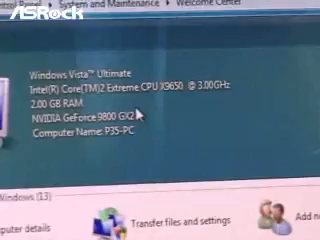 ASRock
System and Maintenance
Welcome Center
Windows Vista™ Ultimate
Intel(R) Core(TM)2 Extreme CPU X9650 @ 3.00GHz
2.00 GB RAM
NVIDIA GeForce 9800 GX2
Computer Name: P35-PC
Windows (13)
puter details
Transfer files and settings
Add ne